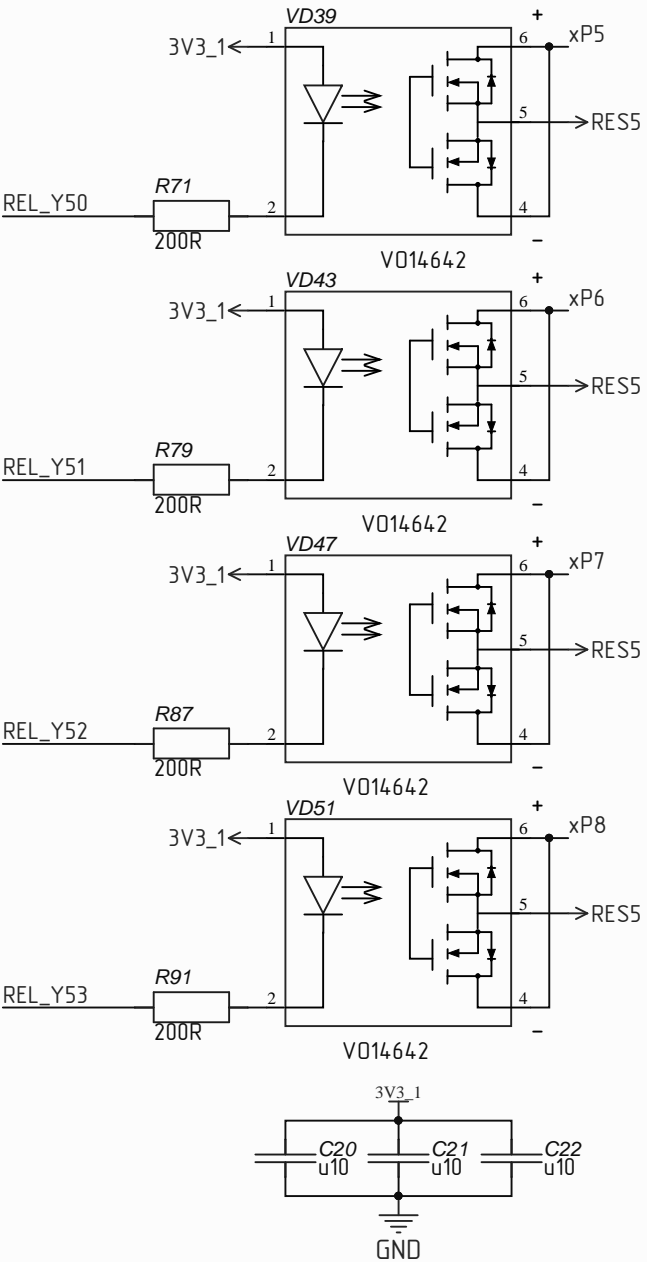 VD39
+
3V3_1
1
6
xP5
5
RES5
REL_Y50
R71
200R
2
4
–
VO14642
VD43
+
3V3_1
1
6
xP6
5
RES5
REL_Y51
R79
200R
2
4
–
VO14642
VD47
+
3V3_1
1
6
xP7
5
RES5
REL_Y52
R87
200R
2
4
–
VO14642
VD51
+
3V3_1
1
6
xP8
5
RES5
REL_Y53
R91
200R
2
4
–
VO14642
3V3_1
C20
u10
C21
u10
C22
u10
GND